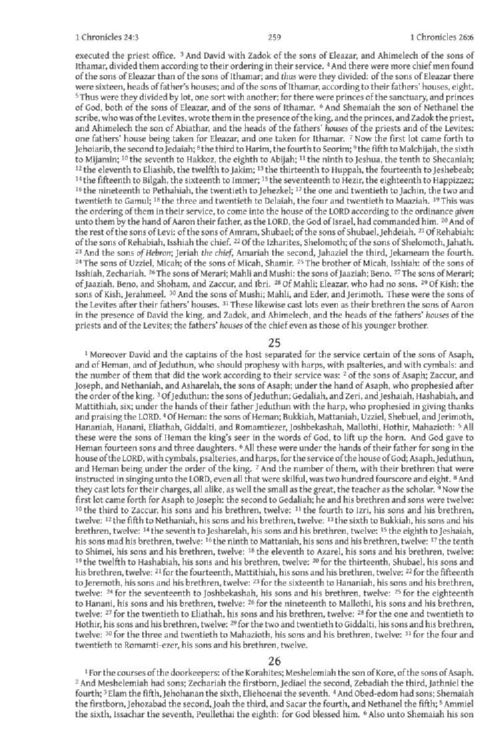 1 Chronicles 24:3 259 1 Chronicles 26:6
executed the priest office. 3 And David with Zadok of the sons of Eleazar, and Ahimelech of the sons of
Ithamar, divided them according to their ordering in their service. 4 And there were more chief men found
of the sons of Eleazar than of the sons of Ithamar; and thus were they divided: of the sons of Eleazar there
were sixteen, heads of father's houses; and of the sons of Ithamar, according to their fathers' houses, eight.
5 Thus were they divided by lot, one sort with another; for there were princes of the sanctuary, and princes
of God, both of the sons of Eleazar, and of the sons of Ithamar. 6 And Shemaiah the son of Nethanel the
scribe, who was of the Levites, wrote them in the presence of the king, and the princes, and Zadok the priest,
and Ahimelech the son of Abiathar, and the heads of the fathers' houses of the priests and of the Levites:
one fathers' house being taken for Eleazar, and one taken for Ithamar. 7 Now the first lot came forth to
Jehoiarib, the second to Jedaiah; 8 the third to Harim, the fourth to Seorim; 9 the fifth to Malchijah, the sixth
to Mijamin; 10 the seventh to Hakkoz, the eighth to Abijah; 11 the ninth to Jeshua, the tenth to Shecaniah;
12 the eleventh to Eliashib, the twelfth to Jakim; 13 the thirteenth to Huppah, the fourteenth to Jeshebeab;
14 the fifteenth to Bilgah, the sixteenth to Immer; 15 the seventeenth to Hezir, the eighteenth to Happizzez;
16 the nineteenth to Pethahiah, the twentieth to Jehezkel; 17 the one and twentieth to Jachin, the two and
twentieth to Gamul; 18 the three and twentieth to Delaiah, the four and twentieth to Maaziah. 19 This was
the ordering of them in their service, to come into the house of the LORD according to the ordinance given
unto them by the hand of Aaron their father, as the LORD, the God of Israel, had commanded him. 20 And of
the rest of the sons of Levi: of the sons of Amram, Shubael; of the sons of Shubael, Jehdeiah. 21 Of Rehabiah:
of the sons of Rehabiah, Isshiah the chief. 22 Of the Izharites, Shelomoth; of the sons of Shelomoth, Jahath.
23 And the sons of Hebron; Jeriah the chief, Amariah the second, Jahaziel the third, Jekameam the fourth.
24 The sons of Uzziel, Micah; of the sons of Micah, Shamir. 25 The brother of Micah, Isshiah: of the sons of
Isshiah, Zechariah. 26 The sons of Merari; Mahli and Mushi: the sons of Jaaziah; Beno. 27 The sons of Merari;
of Jaaziah, Beno, and Shoham, and Zaccur, and Ibri. 28 Of Mahli; Eleazar, who had no sons. 29 Of Kish; the
sons of Kish, Jerahmeel. 30 And the sons of Mushi; Mahli, and Eder, and Jerimoth. These were the sons of
the Levites after their fathers' houses. 31 These likewise cast lots even as their brethren the sons of Aaron
in the presence of David the king, and Zadok, and Ahimelech, and the heads of the fathers' houses of the
priests and of the Levites; the fathers' houses of the chief even as those of his younger brother.
25
1 Moreover David and the captains of the host separated for the service certain of the sons of Asaph,
and of Heman, and of Jeduthun, who should prophesy with harps, with psalteries, and with cymbals: and
the number of them that did the work according to their service was: 2 of the sons of Asaph; Zaccur, and
Joseph, and Nethaniah, and Asharelah, the sons of Asaph; under the hand of Asaph, who prophesied after
the order of the king. 3 Of Jeduthun: the sons of Jeduthun; Gedaliah, and Zeri, and Jeshaiah, Hashabiah, and
Mattithiah, six; under the hands of their father Jeduthun with the harp, who prophesied in giving thanks
and praising the LORD. 4 Of Heman: the sons of Heman; Bukkiah, Mattaniah, Uzziel, Shebuel, and Jerimoth,
Hananiah, Hanani, Eliathah, Giddalti, and Romamtiezer, Joshbekashah, Mallothi, Hothir, Mahazioth: 5 All
these were the sons of Heman the king's seer in the words of God, to lift up the horn. And God gave to
Heman fourteen sons and three daughters. 6 All these were under the hands of their father for song in the
house of the LORD, with cymbals, psalteries, and harps, for the service of the house of God; Asaph, Jeduthun,
and Heman being under the order of the king. 7 And the number of them, with their brethren that were
instructed in singing unto the LORD, even all that were skilful, was two hundred fourscore and eight. 8 And
they cast lots for their charges, all alike, as well the small as the great, the teacher as the scholar. 9 Now the
first lot came forth for Asaph to Joseph: the second to Gedaliah; he and his brethren and sons were twelve:
10 the third to Zaccur, his sons and his brethren, twelve: 11 the fourth to Izri, his sons and his brethren,
twelve: 12 the fifth to Nethaniah, his sons and his brethren, twelve: 13 the sixth to Bukkiah, his sons and his
brethren, twelve: 14 the seventh to Jesharelah, his sons and his brethren, twelve: 15 the eighth to Jeshaiah,
his sons and his brethren, twelve: 16 the ninth to Mattaniah, his sons and his brethren, twelve: 17 the tenth
to Shimei, his sons and his brethren, twelve: 18 the eleventh to Azarel, his sons and his brethren, twelve:
19 the twelfth to Hashabiah, his sons and his brethren, twelve: 20 for the thirteenth, Shubael, his sons and
his brethren, twelve: 21 for the fourteenth, Mattithiah, his sons and his brethren, twelve: 22 for the fifteenth
to Jeremoth, his sons and his brethren, twelve: 23 for the sixteenth to Hananiah, his sons and his brethren,
twelve: 24 for the seventeenth to Joshbekashah, his sons and his brethren, twelve: 25 for the eighteenth
to Hanani, his sons and his brethren, twelve: 26 for the nineteenth to Mallothi, his sons and his brethren,
twelve: 27 for the twentieth to Eliathah, his sons and his brethren, twelve: 28 for the one and twentieth to
Hothir, his sons and his brethren, twelve: 29 for the two and twentieth to Giddalti, his sons and his brethren,
twelve: 30 for the three and twentieth to Mahazioth, his sons and his brethren, twelve: 31 for the four and
twentieth to Romamti-ezer, his sons and his brethren, twelve.
26
1 For the courses of the doorkeepers: of the Korahites; Meshelemiah the son of Kore, of the sons of Asaph.
2 And Meshelemiah had sons; Zechariah the firstborn, Jediael the second, Zebadiah the third, Jathniel the
fourth; 3 Elam the fifth, Jehohanan the sixth, Eliehoenai the seventh. 4 And Obed-edom had sons; Shemaiah
the firstborn, Jehozabad the second, Joah the third, and Sacar the fourth, and Nethanel the fifth; 5 Ammiel
the sixth, Issachar the seventh, Peullethai the eighth: for God blessed him. 6 Also unto Shemaiah his son